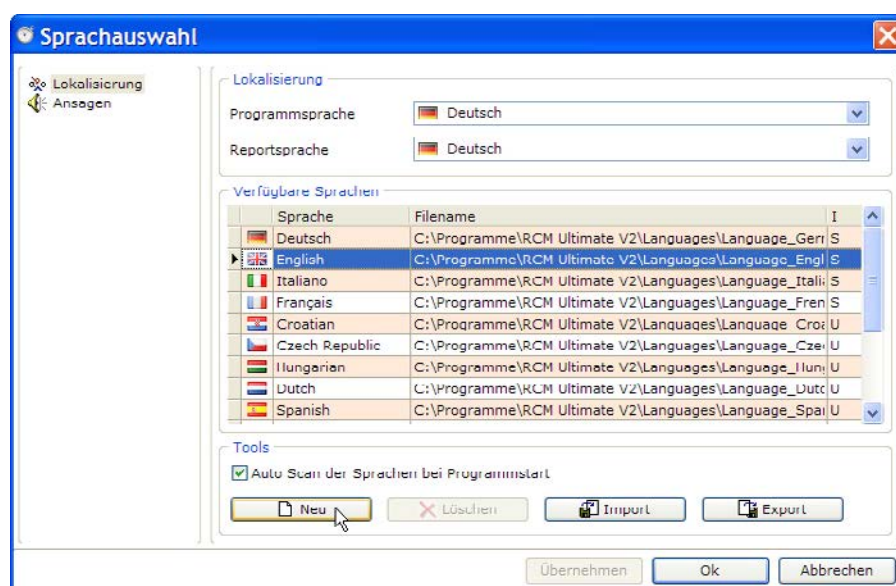 Sprachauswahl
Lokalisierung
Ansagen
Lokalisierung
Programmsprache Deutsch
Reportsprache Deutsch
Verfügbare Sprachen
Sprache Filename I
Deutsch C:\Programme\RCM Ultimate V2\Languages\Language_Gerr S
English C:\Programme\RCM Ultimate V2\Languages\Language_Engl S
Italiano C:\Programme\RCM Ultimate V2\Languages\Language_Itali S
Français C:\Programme\RCM Ultimate V2\Languages\Language_Fren S
Croatian C:\Programme\RCM Ultimate V2\Languages\Language_Croa U
Czech Republic C:\Programme\RCM Ultimate V2\Languages\Language_Cze U
Hungarian C:\Programme\RCM Ultimate V2\Languages\Language_Hung U
Dutch C:\Programme\RCM Ultimate V2\Languages\Language_Dutc U
Spanish C:\Programme\RCM Ultimate V2\Languages\Language_Spai U
Tools
Auto Scan der Sprachen bei Programmstart
Neu Löschen Import Export
Übernehmen Ok Abbrechen